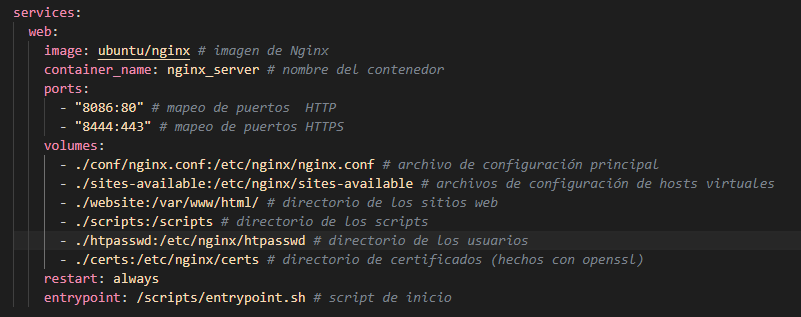 services:
web:
image: ubuntu/nginx # imagen de Nginx
container_name: nginx_server # nombre del contenedor
ports:
- "8086:80" # mapeo de puertos  HTTP
- "8444:443" # mapeo de puertos HTTPS
volumes:
- ./conf/nginx.conf:/etc/nginx/nginx.conf # archivo de configuración principal
- ./sites-available:/etc/nginx/sites-available # archivos de configuración de hosts virtuales
- ./website:/var/www/html/ # directorio de los sitios web
- ./scripts:/scripts # directorio de los scripts
- ./htpasswd:/etc/nginx/htpasswd # directorio de los usuarios
- ./certs:/etc/nginx/certs # directorio de certificados (hechos con openssl)
restart: always
entrypoint: /scripts/entrypoint.sh # script de inicio